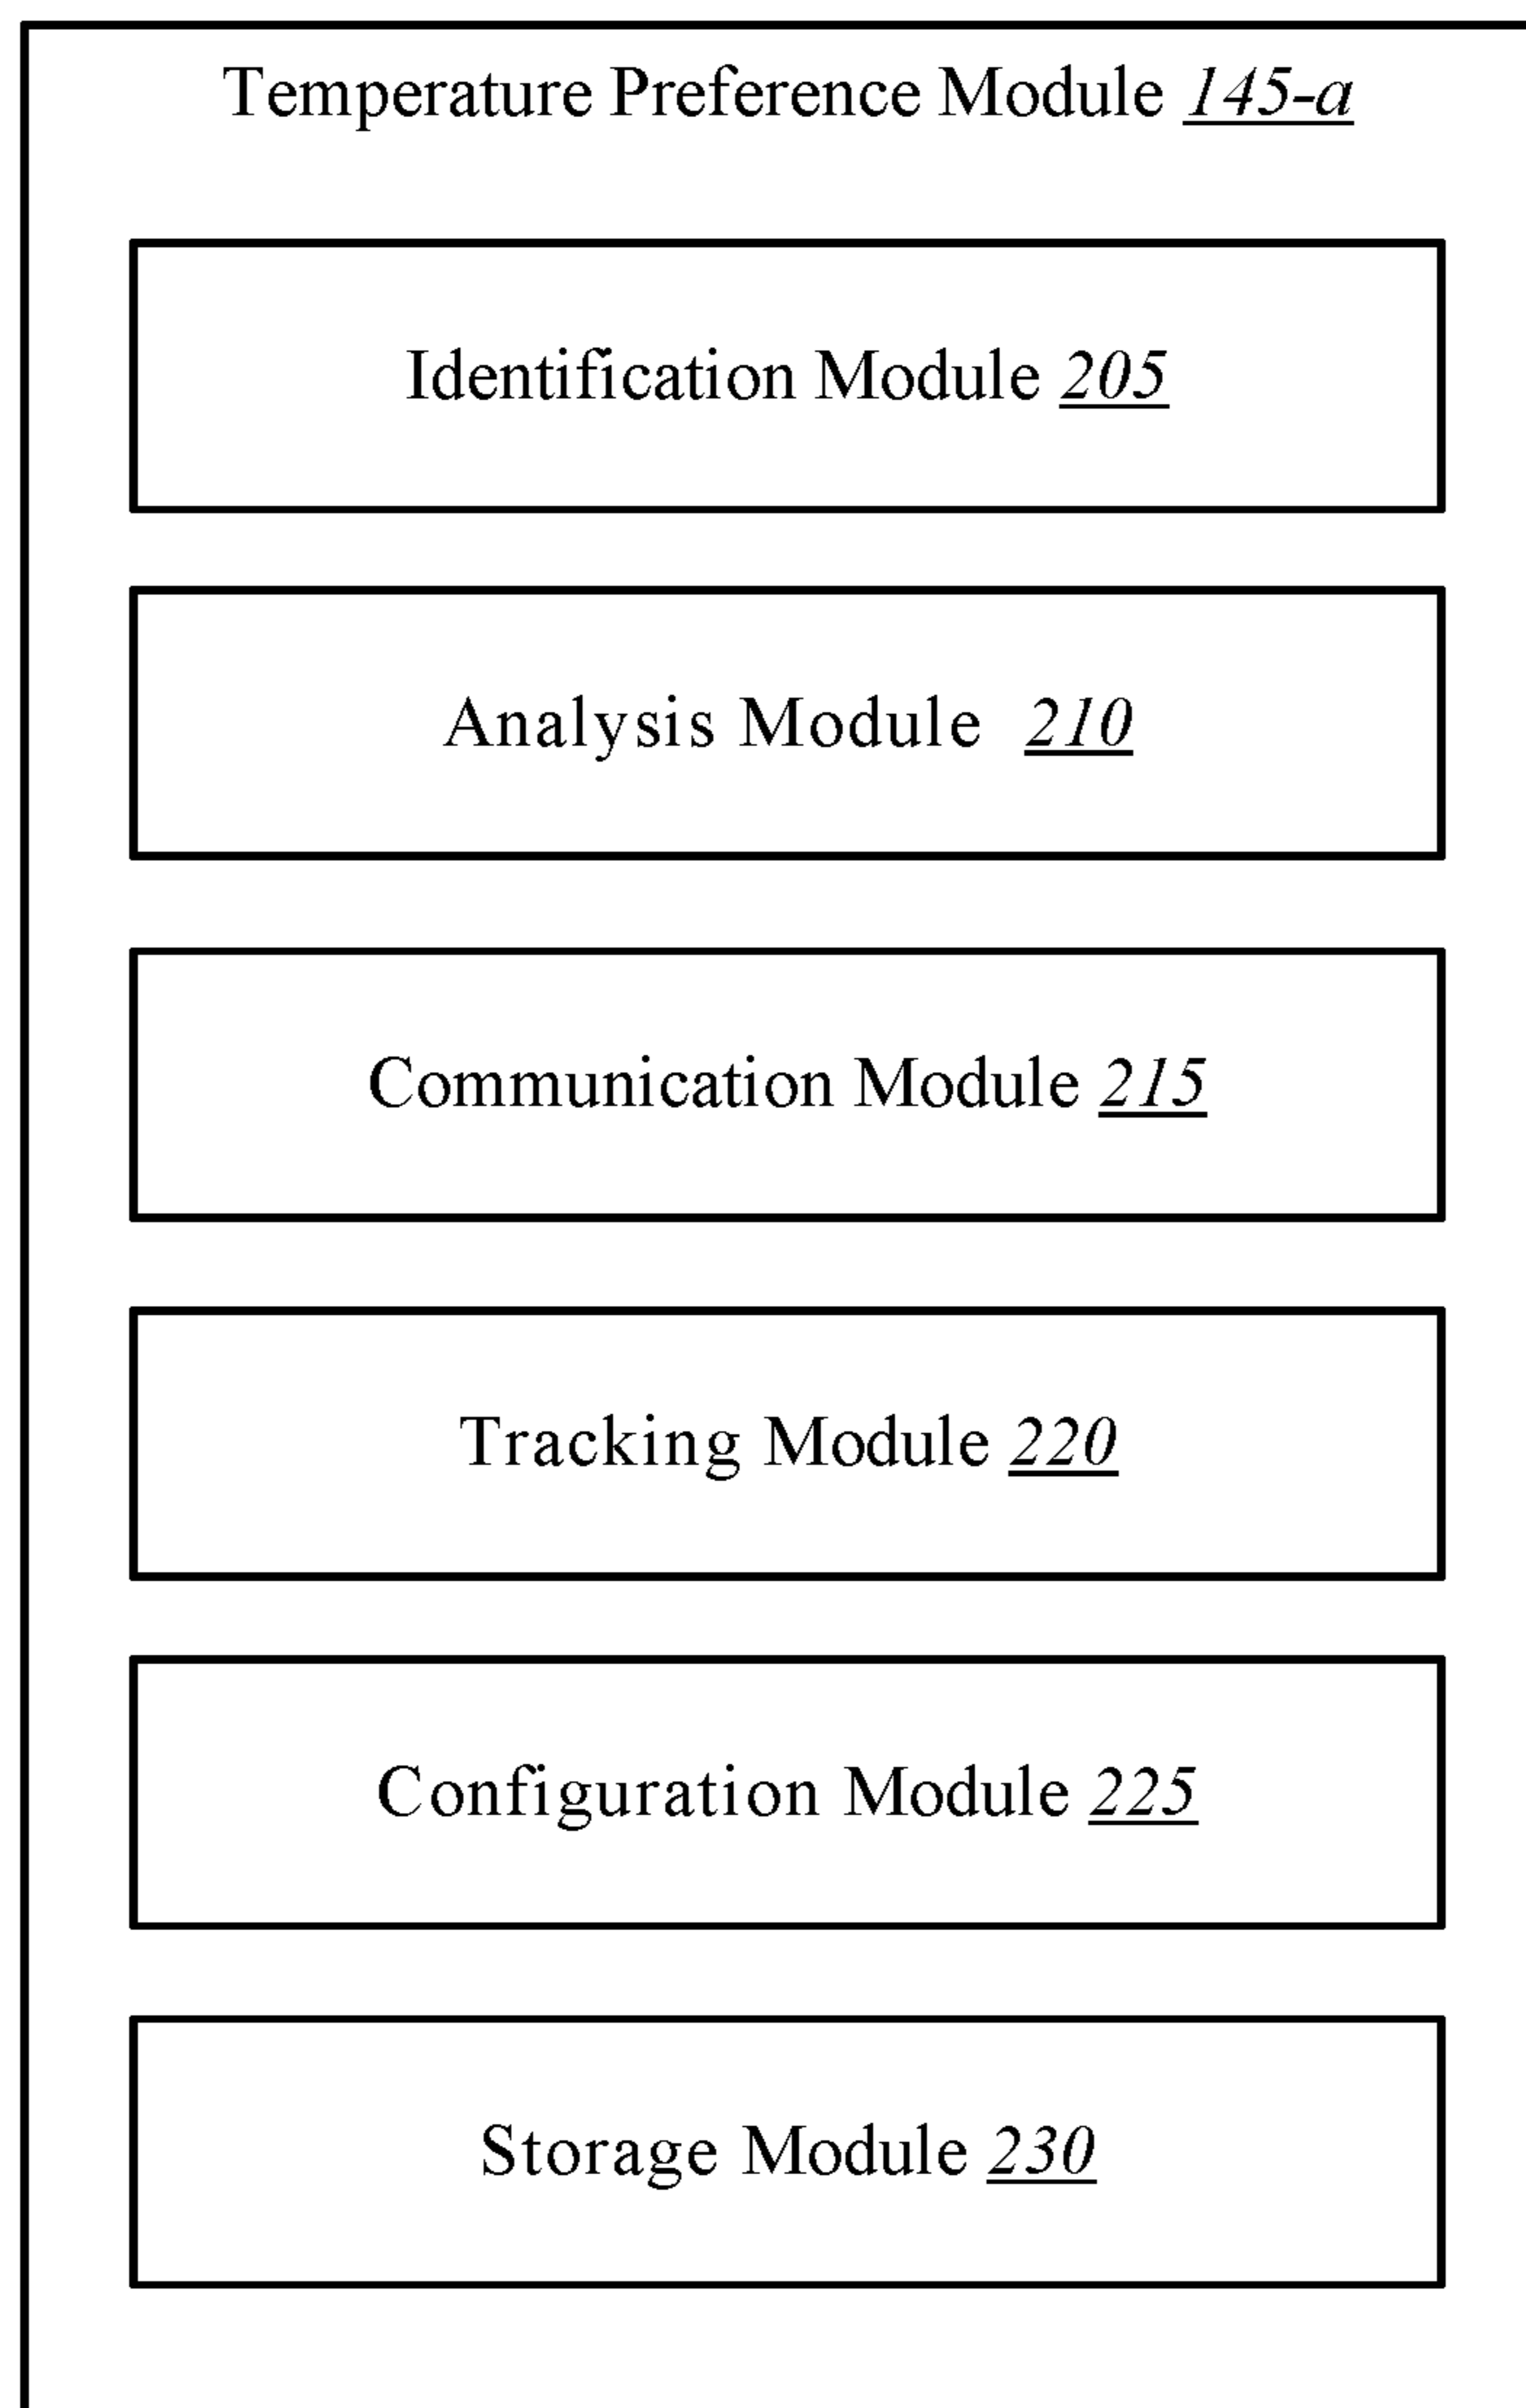 Temperature Preference Module 145-a
Identification Module 205
Analysis Module 210
Communication Module 215
Tracking Module 220
Configuration Module 225
Storage Module 230